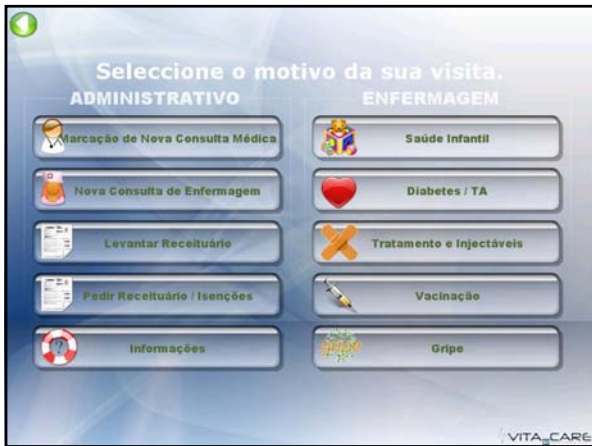 Seleccione o motivo da sua visita.
ADMINISTRATIVO
Marcação de Nova Consulta Médica
Nova Consulta de Enfermagem
Levantar Receituário
Pedir Receituário / Isenções
Informações
ENFERMAGEM
Saúde Infantil
Diabetes / TA
Tratamento e Injectáveis
Vacinação
Gripe
VITA_CARE